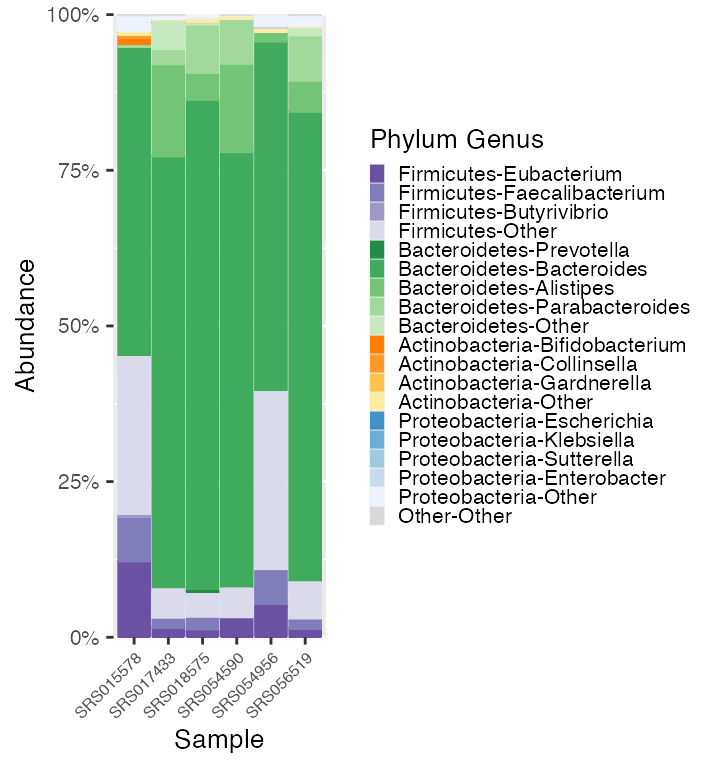 100%
75%
50%
25%
0%
Abundance
SRS015578
SRS017433
SRS018575
SRS054590
SRS054956
SRS056519
Sample
Phylum Genus
Firmicutes-Eubacterium
Firmicutes-Faecalibacterium
Firmicutes-Butyrivibrio
Firmicutes-Other
Bacteroidetes-Prevotella
Bacteroidetes-Bacteroides
Bacteroidetes-Alistipes
Bacteroidetes-Parabacteroides
Bacteroidetes-Other
Actinobacteria-Bifidobacterium
Actinobacteria-Collinsella
Actinobacteria-Gardnerella
Actinobacteria-Other
Proteobacteria-Escherichia
Proteobacteria-Klebsiella
Proteobacteria-Sutterella
Proteobacteria-Enterobacter
Proteobacteria-Other
Other-Other